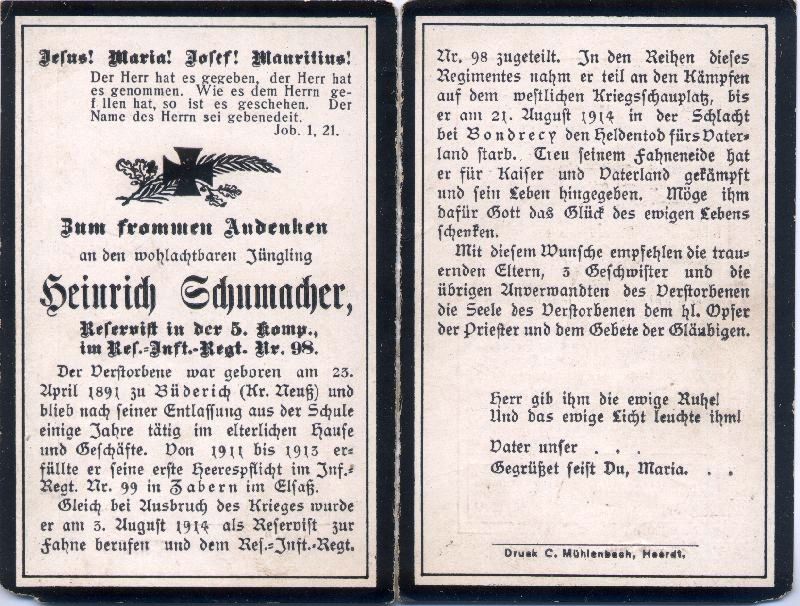 Jesus! Maria! Josef! Mauritius!
Der Herr hat es gegeben, der Herr hat
es genommen. Wie es dem Herrn ge-
f llen hat, so ist es geschehen. Der
Name des Herrn sei gebenedeit.
Job. 1, 21.
Zum frommen Andenken
an den wohlachtbaren Jüngling
Heinrich Schumacher,
Reservist in der 5. Komp.,
im Res.-Inft.-Regt. Nr. 98.
Der Verstorbene war geboren am 23.
April 1891 zu Büderich (Kr. Neuß) und
blieb nach seiner Entlassung aus der Schule
einige Jahre tätig im elterlichen Hause
und Geschäfte. Von 1911 bis 1913 er-
füllte er seine erste Heerespflicht im Inf.-
Regt. Nr. 99 in Zabern im Elsaß.
Gleich bei Ausbruch des Krieges wurde
er am 3. August 1914 als Reservist zur
Fahne berufen und dem Res.-Inft.-Regt.
Nr. 98 zugeteilt. In den Reihen dieses
Regimentes nahm er teil an den Kämpfen
auf dem westlichen Kriegsschauplatz, bis
er am 21. August 1914 in der Schlacht
bei Bondrecy den Heldentod fürs Vater-
land starb. Treu seinem Fahneneide hat
er für Kaiser und Vaterland gekämpft
und sein Leben hingegeben. Möge ihm
dafür Gott das Glück des ewigen Lebens
schenken.
Mit diesem Wunsche empfehlen die trau-
ernden Eltern, 3 Geschwister und die
übrigen Anverwandten des Verstorbenen
die Seele des Verstorbenen dem hl. Opfer
der Priester und dem Gebete der Gläubigen.
Herr gib ihm die ewige Ruhe!
Und das ewige Licht leuchte ihm!
Vater unser . . .
Gegrüßet seist Du, Maria. . .
Druck C. Mühlenbach, Heerdt.